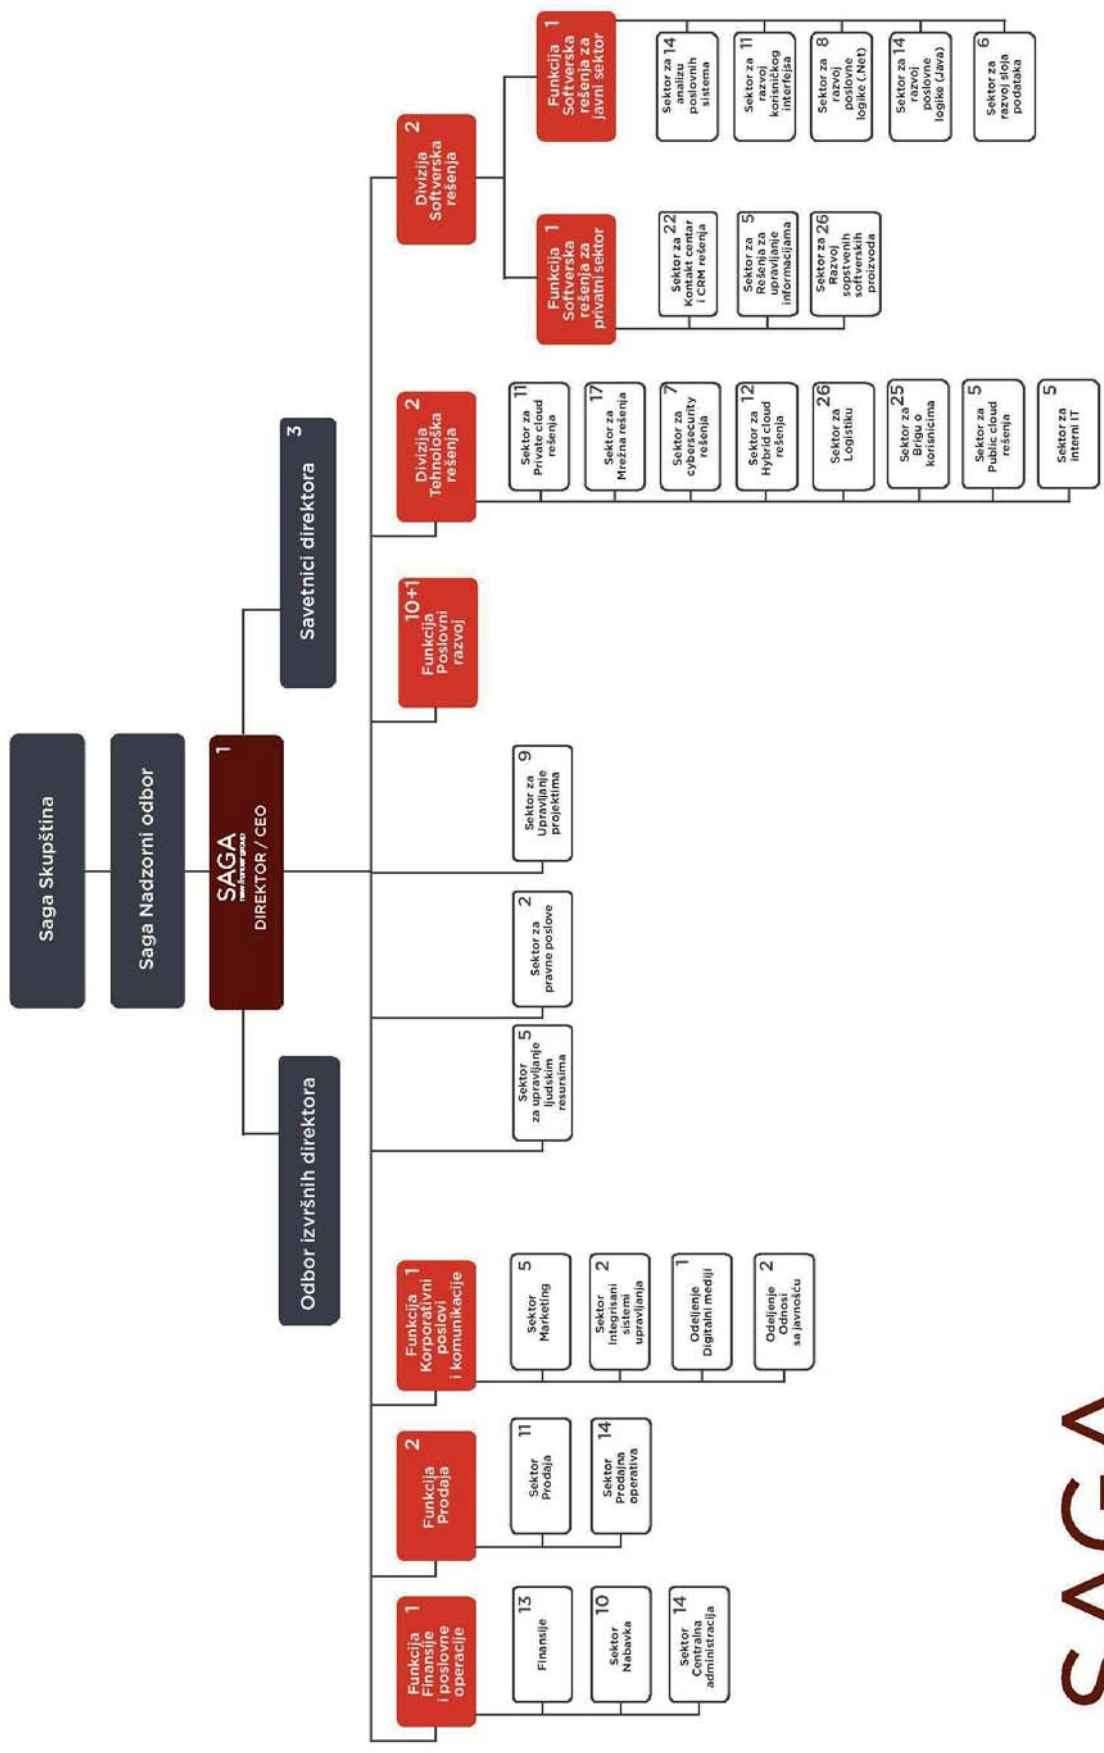 Saga Skupština
Saga Nadzorni odbor
1
SAGA
new frontier group
DIREKTOR / CEO
Odbor izvršnih direktora
Savetnici direktora
3
1
Funkcija
Finansije
i poslovne
operacije
13
Finansije
10
Sektor
Nabavka
14
Sektor
Centralna
administracija
2
Funkcija
Prodaja
11
Sektor
Prodaja
14
Sektor
Prodajna
operativa
1
Funkcija
Korporativni
poslovi
i komunikacije
5
Sektor
Marketing
2
Sektor
Integrisani
sistemi
upravljanja
1
Odeljenje
Digitalni mediji
2
Odeljenje
Odnosi
sa javnošću
5
Sektor
za upravljanje
ljudskim
resursima
2
Sektor za
pravne poslove
9
Sektor za
Upravljanje
projektima
10+1
Funkcija
Poslovni
razvoj
2
Divizija
Tehnološka
rešenja
11
Sektor za
Private cloud
rešenja
17
Sektor za
Mrežna rešenja
7
Sektor za
cybersecurity
rešenja
12
Sektor za
Hybrid cloud
rešenja
26
Sektor za
Logistiku
25
Sektor za
Brigu o
korisnicima
5
Sektor za
Public cloud
rešenja
5
Sektor za
interni IT
2
Divizija
Softverska
rešenja
1
Funkcija
Softverska
rešenja za
privatni sektor
22
Sektor za
Kontakt centar
i CRM rešenja
5
Sektor za
Rešenja za
upravljanje
informacijama
26
Sektor za
Razvoj
sopstvenih
softverskih
proizvoda
1
Funkcija
Softverska
rešenja za
javni sektor
14
Sektor za
analizu
poslovnih
sistema
11
Sektor za
razvoj
korisničkog
interfejsa
8
Sektor za
razvoj
poslovne
logike (.Net)
14
Sektor za
razvoj
poslovne
logike (Java)
6
Sektor za
razvoj sloja
podataka
SAGA